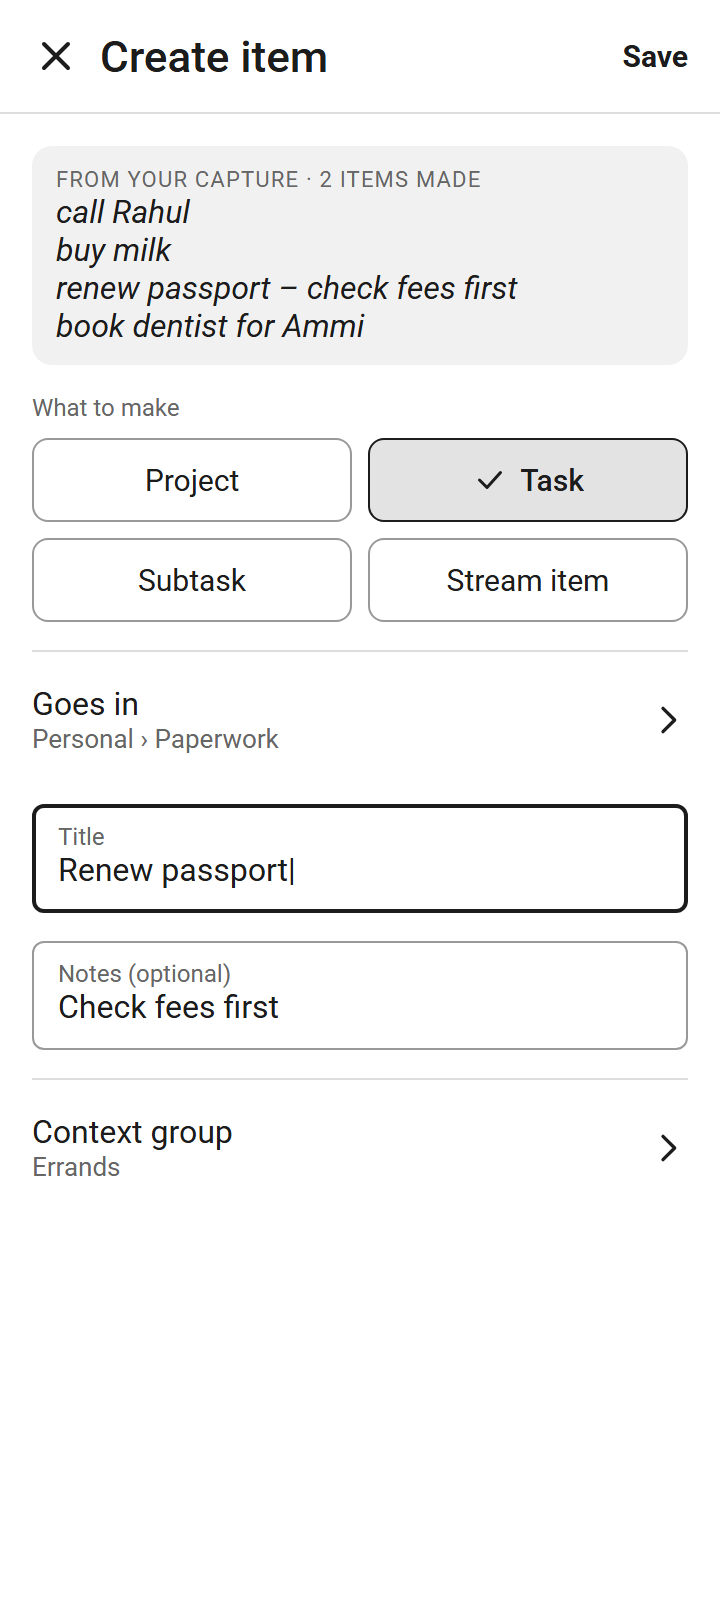 Create item
Save
FROM YOUR CAPTURE · 2 ITEMS MADE
call Rahul
buy milk
renew passport – check fees first
book dentist for Ammi
What to make
Project
Task
Subtask
Stream item
Goes in
Personal › Paperwork
Title
Renew passport
Notes (optional)
Check fees first
Context group
Errands